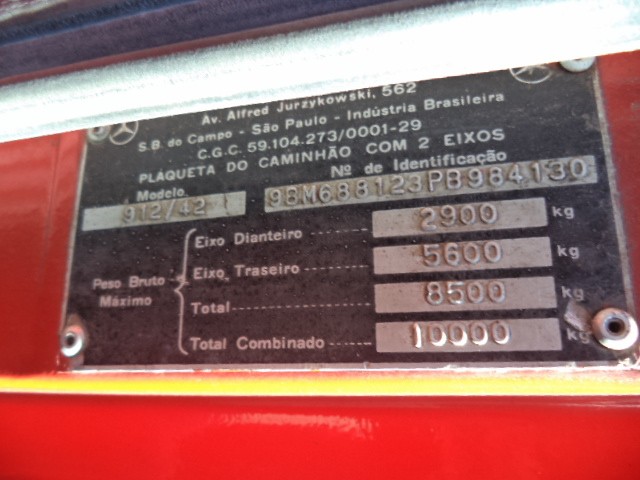 Av. Alfred Jurzykowski, 562
S.B. do Campo - São Paulo - Indústria Brasileira
C.G.C. 59.104.273/0001-29
PLAQUETA DO CAMINHÃO COM 2 EIXOS
Modelo Nº de Identificação
912/42 9BM688123PB984130
Peso Bruto Máximo
Eixo Dianteiro 2900 kg
Eixo Traseiro 5600 kg
Total 8500 kg
Total Combinado 10000 kg